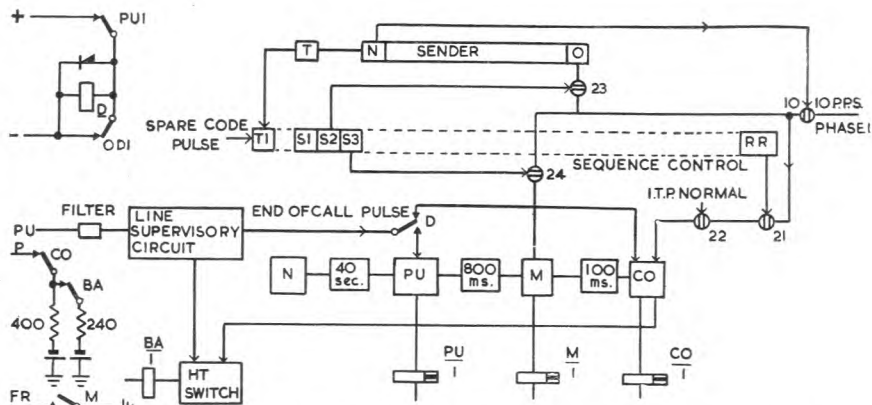 +
PU1
D
-
OD1
T
N
SENDER
O
23
10
10 P.P.S.
PHASE 1
SPARE CODE
PULSE
T1
S1
S2
S3
RR
SEQUENCE CONTROL
24
I.T.P. NORMAL
22
21
FILTER
LINE
SUPERVISORY
CIRCUIT
END OF CALL PULSE
D
PU
P
CO
BA
400
240
N
40
sec.
PU
800
ms.
M
100
ms.
CO
BA
1
HT
SWITCH
PU
1
M
1
CO
1
FR
M